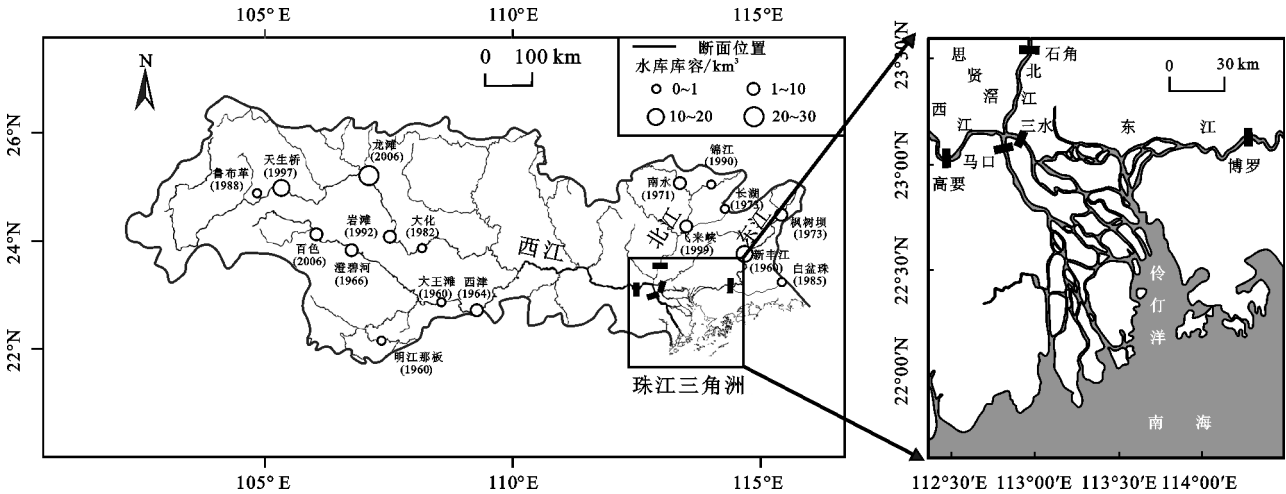 105° E
110° E
115° E
N
0 100 km
断面位置
水库库容/km³
0~1
1~10
10~20
20~30
26°N
24°N
22°N
鲁布革
(1988)
天生桥
(1997)
龙滩
(2006)
岩滩
(1992)
大化
(1982)
百色
(2006)
澄碧河
(1966)
大王滩
(1960)
西津
(1964)
明江那板
(1960)
西江
锦江
(1990)
南水
(1971)
长湖
(1973)
北江
飞来峡
(1999)
东江
枫树坝
(1973)
新丰江
(1960)
白盆珠
(1985)
珠江三角洲
105° E
110° E
115° E
23°30′N
23°00′N
22°30′N
22°00′N
0 30 km
思贤滘
石角
北江
西江
三水
东江
马口
高要
博罗
伶仃洋
南海
112°30′E
113°00′E
113°30′E
114°00′E